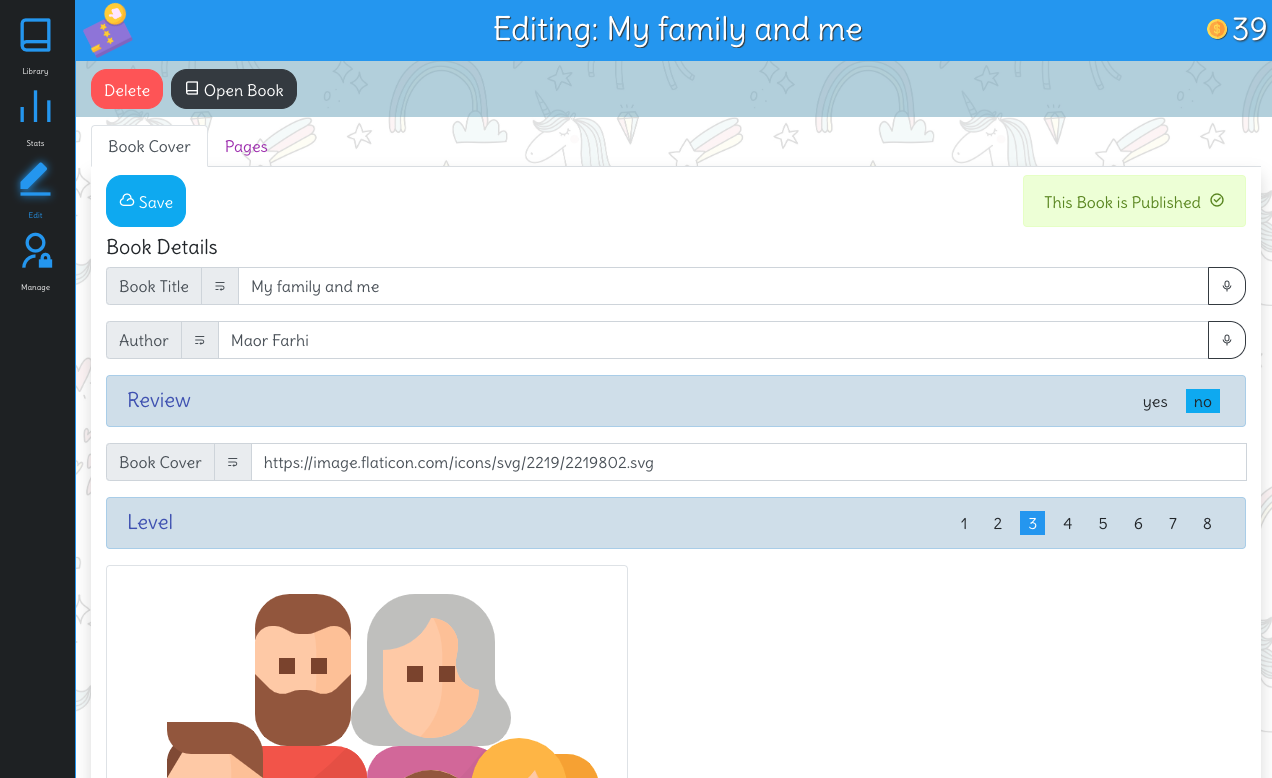 Editing: My family and me
39
Library
Stats
Edit
Manage
Delete
Open Book
Book Cover
Pages
Save
This Book is Published
Book Details
Book Title
My family and me
Author
Maor Farhi
Review
yes
no
Book Cover
https://image.flaticon.com/icons/svg/2219/2219802.svg
Level
1 2 3 4 5 6 7 8